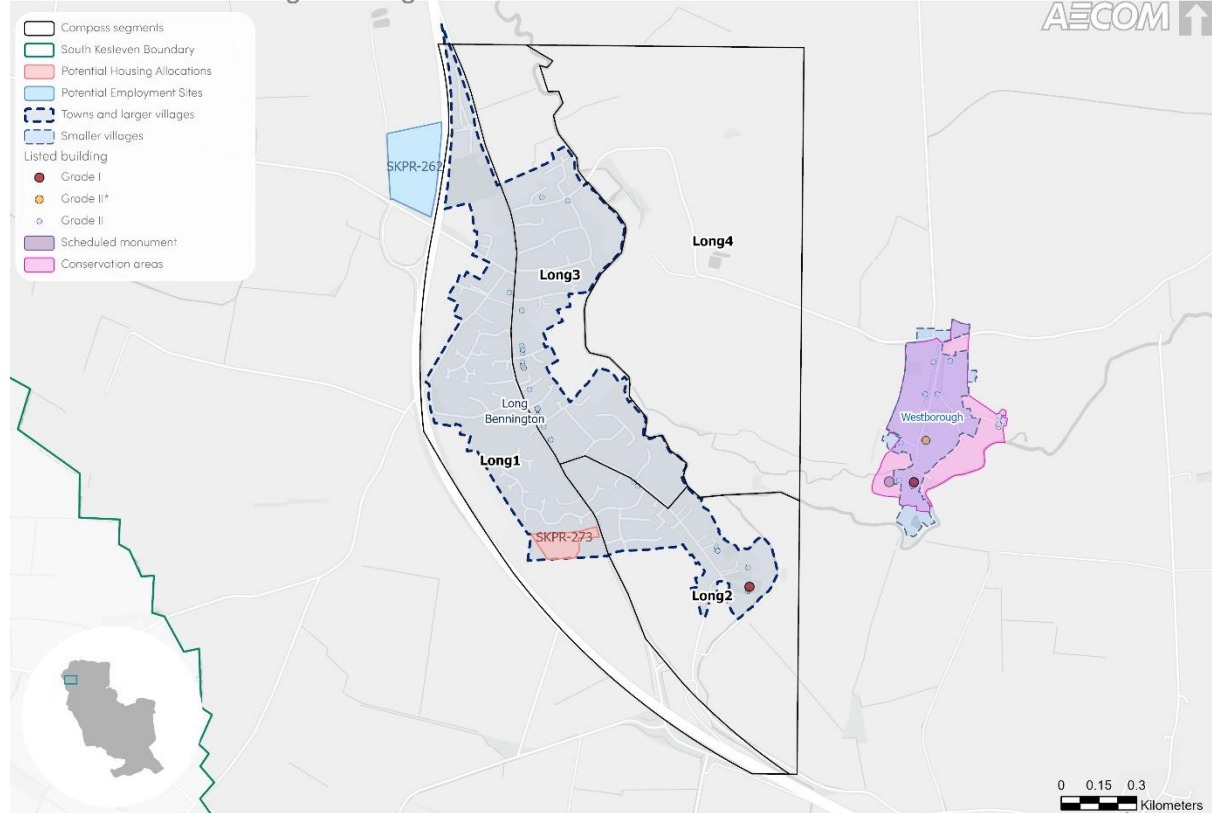 AECOM
Compass segments
South Kesleven Boundary
Potential Housing Allocations
Potential Employment Sites
Towns and larger villages
Smaller villages
Listed building
Grade I
Grade II*
Grade II
Scheduled monument
Conservation areas
SKPR-262
Long4
Long3
Long
Bennington
Westborough
Long1
SKPR-273
Long2
0 0.15 0.3
Kilometers